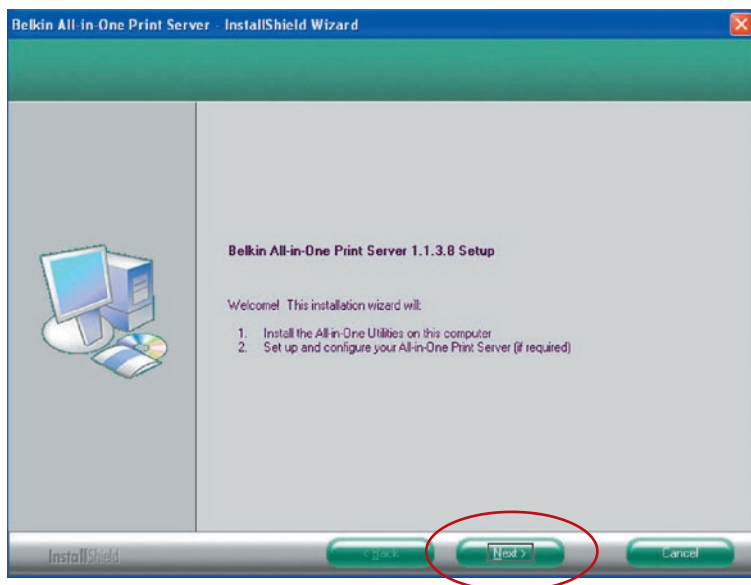 Belkin All-in-One Print Server - InstallShield Wizard
Belkin All-in-One Print Server 1.1.3.8 Setup
Welcome! This installation wizard will:
1. Install the All-in-One Utilities on this computer
2. Set up and configure your All-in-One Print Server (if required)
InstallShield
< Back
Next >
Cancel